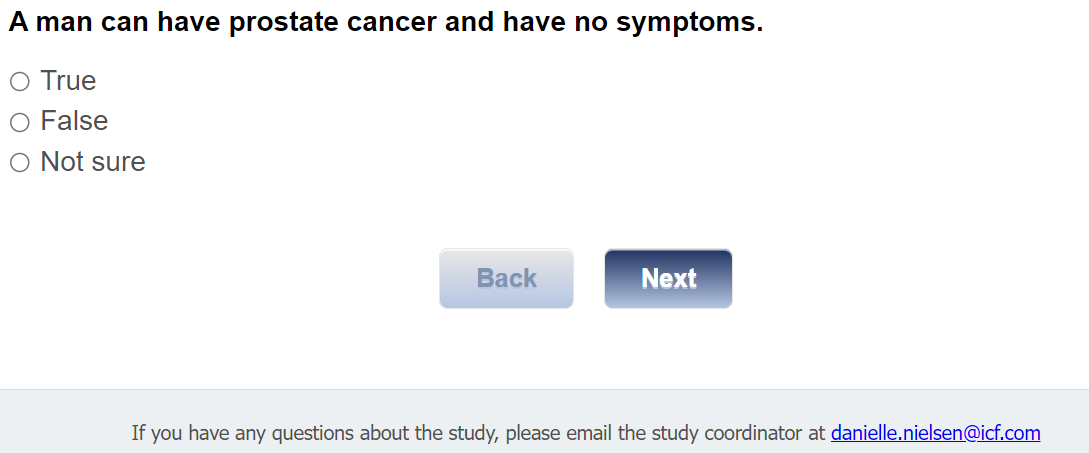 A man can have prostate cancer and have no symptoms.
True
False
Not sure
Back Next
If you have any questions about the study, please email the study coordinator at danielle.nielsen@icf.com